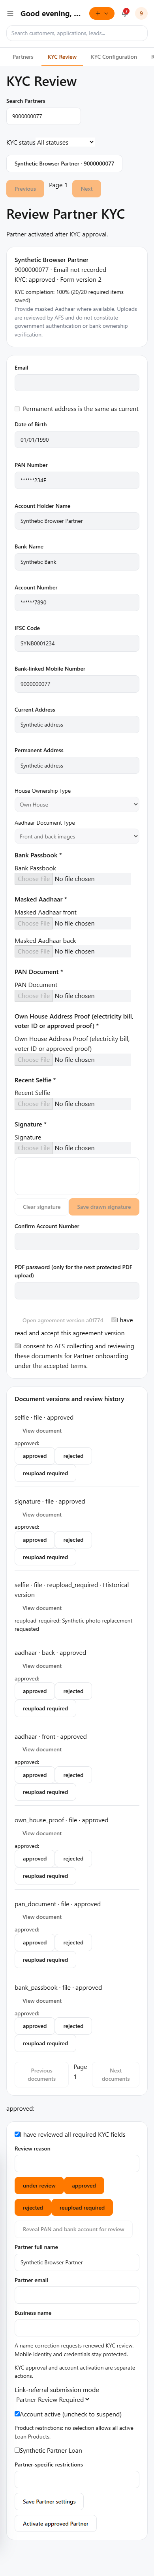 Good evening, ...
7
9
Search customers, applications, leads...
Partners
KYC Review
KYC Configuration
KYC Review
Search Partners
9000000077
KYC status All statuses
Synthetic Browser Partner · 9000000077
Previous
Page 1
Next
Review Partner KYC
Partner activated after KYC approval.
Synthetic Browser Partner
9000000077 · Email not recorded
KYC: approved · Form version 2
KYC completion: 100% (20/20 required items
saved)
Provide masked Aadhaar where available. Uploads
are reviewed by AFS and do not constitute
government authentication or bank ownership
verification.
Email
Permanent address is the same as current
Date of Birth
01/01/1990
PAN Number
******234F
Account Holder Name
Synthetic Browser Partner
Bank Name
Synthetic Bank
Account Number
******7890
IFSC Code
SYNB0001234
Bank-linked Mobile Number
9000000077
Current Address
Synthetic address
Permanent Address
Synthetic address
House Ownership Type
Own House
Aadhaar Document Type
Front and back images
Bank Passbook *
Bank Passbook
Choose File No file chosen
Masked Aadhaar *
Masked Aadhaar front
Choose File No file chosen
Masked Aadhaar back
Choose File No file chosen
PAN Document *
PAN Document
Choose File No file chosen
Own House Address Proof (electricity bill,
voter ID or approved proof) *
Own House Address Proof (electricity bill,
voter ID or approved proof)
Choose File No file chosen
Recent Selfie *
Recent Selfie
Choose File No file chosen
Signature *
Signature
Choose File No file chosen
Clear signature
Save drawn signature
Confirm Account Number
PDF password (only for the next protected PDF
upload)
Open agreement version a01774
I have
read and accept this agreement version
I consent to AFS collecting and reviewing
these documents for Partner onboarding
under the accepted terms.
Document versions and review history
selfie · file · approved
View document
approved:
approved
rejected
reupload required
signature · file · approved
View document
approved:
approved
rejected
reupload required
selfie · file · reupload_required · Historical
version
View document
reupload_required: Synthetic photo replacement
requested
aadhaar · back · approved
View document
approved:
approved
rejected
reupload required
aadhaar · front · approved
View document
approved:
approved
rejected
reupload required
own_house_proof · file · approved
View document
approved:
approved
rejected
reupload required
pan_document · file · approved
View document
approved:
approved
rejected
reupload required
bank_passbook · file · approved
View document
approved:
approved
rejected
reupload required
Previous
documents
Page
1
Next
documents
approved:
I have reviewed all required KYC fields
Review reason
under review
approved
rejected
reupload required
Reveal PAN and bank account for review
Partner full name
Synthetic Browser Partner
Partner email
Business name
A name correction requests renewed KYC review.
Mobile identity and credentials stay protected.
KYC approval and account activation are separate
actions.
Link-referral submission mode
Partner Review Required
Account active (uncheck to suspend)
Product restrictions: no selection allows all active
Loan Products.
Synthetic Partner Loan
Partner-specific restrictions
Save Partner settings
Activate approved Partner